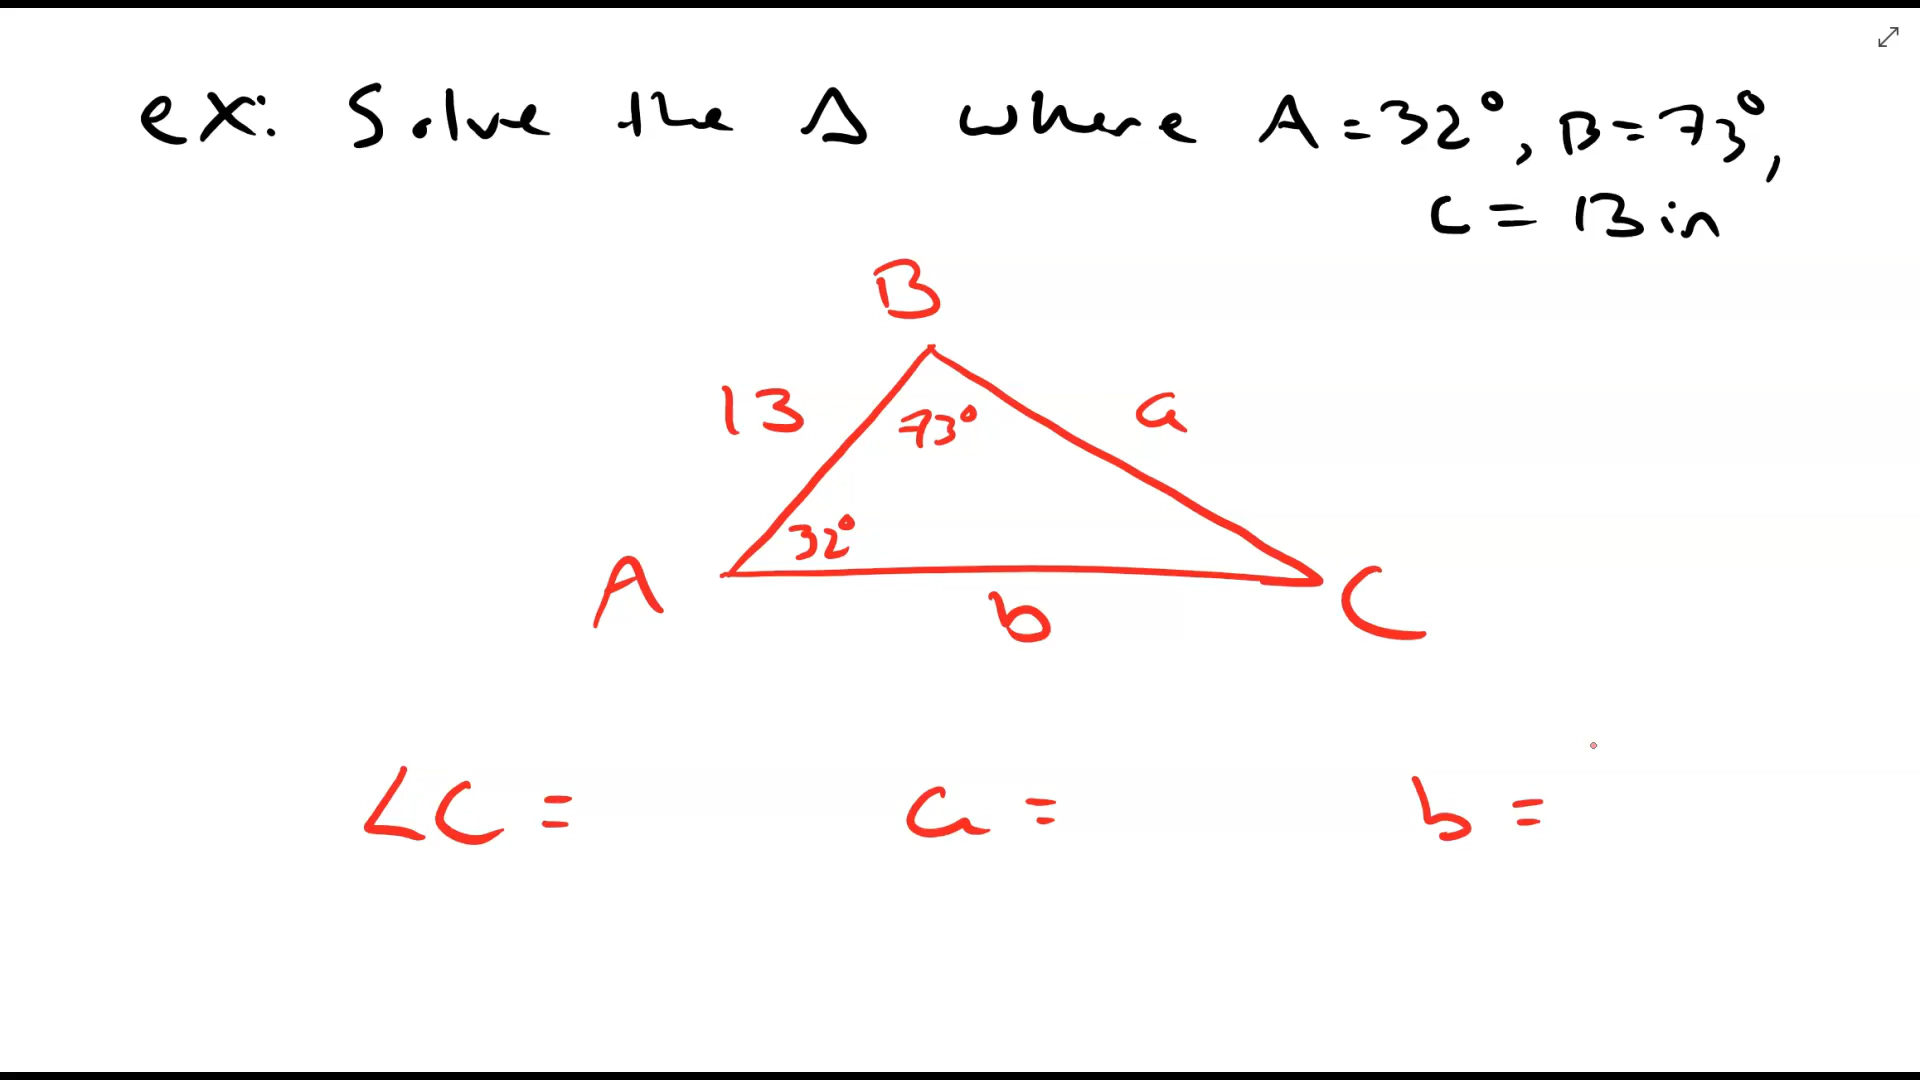 ex: Solve the Δ where A = 32°, B = 73°,
c = 13 in
B
13
73°
a
32°
A
b
C
∠C =
a =
b =